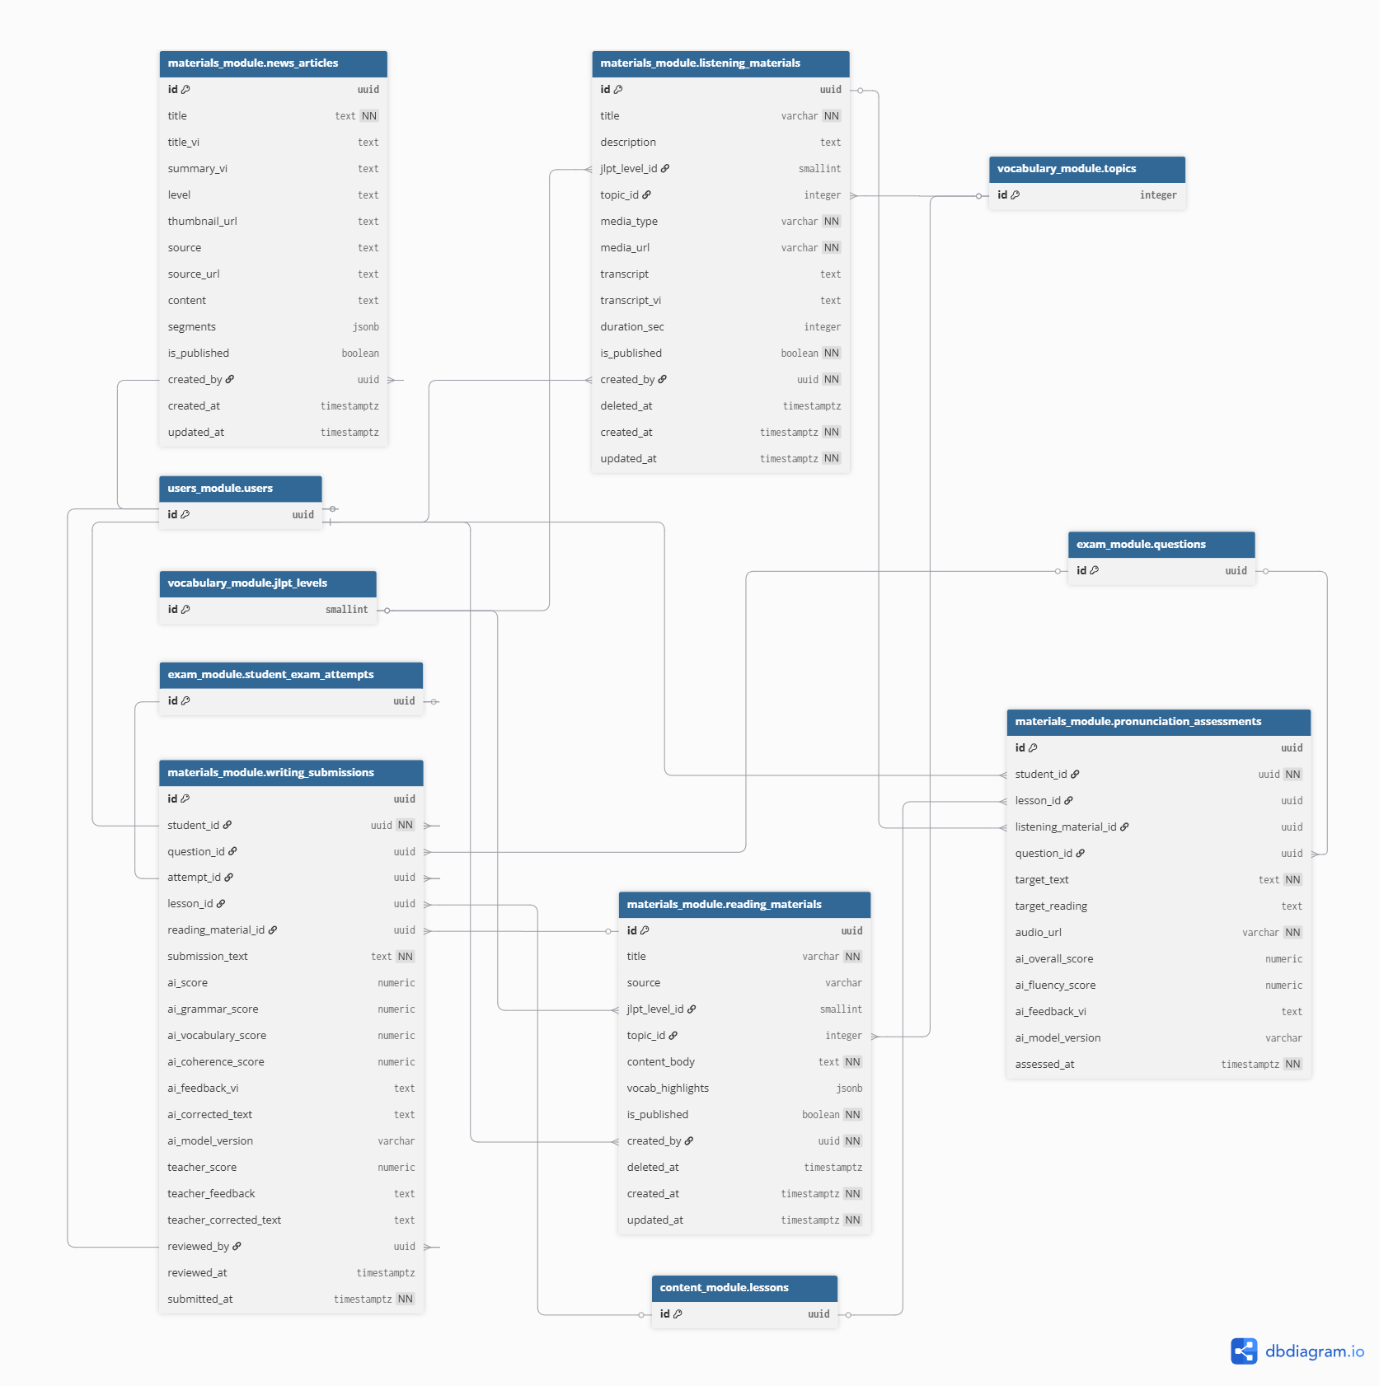 materials_module.news_articles
id uuid
title text NN
title_vi text
summary_vi text
level text
thumbnail_url text
source text
source_url text
content text
segments jsonb
is_published boolean
created_by uuid
created_at timestamptz
updated_at timestamptz
materials_module.listening_materials
id uuid
title varchar NN
description text
jlpt_level_id smallint
topic_id integer
media_type varchar NN
media_url varchar NN
transcript text
transcript_vi text
duration_sec integer
is_published boolean NN
created_by uuid NN
deleted_at timestamptz
created_at timestamptz NN
updated_at timestamptz NN
vocabulary_module.topics
id integer
users_module.users
id uuid
vocabulary_module.jlpt_levels
id smallint
exam_module.questions
id uuid
exam_module.student_exam_attempts
id uuid
materials_module.writing_submissions
id uuid
student_id uuid NN
question_id uuid
attempt_id uuid
lesson_id uuid
reading_material_id uuid
submission_text text NN
ai_score numeric
ai_grammar_score numeric
ai_vocabulary_score numeric
ai_coherence_score numeric
ai_feedback_vi text
ai_corrected_text text
ai_model_version varchar
teacher_score numeric
teacher_feedback text
teacher_corrected_text text
reviewed_by uuid
reviewed_at timestamptz
submitted_at timestamptz NN
materials_module.pronunciation_assessments
id uuid
student_id uuid NN
lesson_id uuid
listening_material_id uuid
question_id uuid
target_text text NN
target_reading text
audio_url varchar NN
ai_overall_score numeric
ai_fluency_score numeric
ai_feedback_vi text
ai_model_version varchar
assessed_at timestamptz NN
materials_module.reading_materials
id uuid
title varchar NN
source varchar
jlpt_level_id smallint
topic_id integer
content_body text NN
vocab_highlights jsonb
is_published boolean NN
created_by uuid NN
deleted_at timestamptz
created_at timestamptz NN
updated_at timestamptz NN
content_module.lessons
id uuid
dbdiagram.io